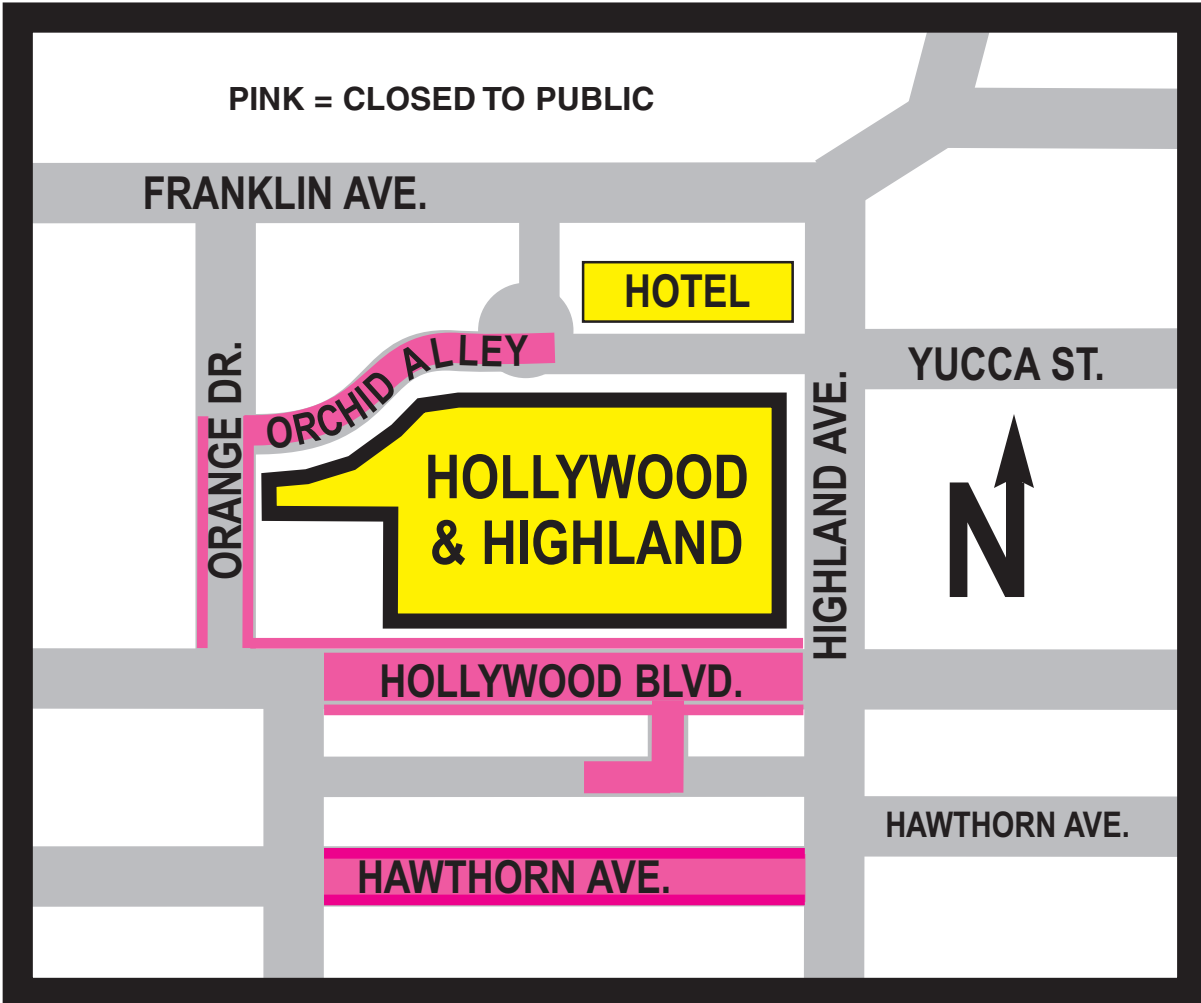 PINK = CLOSED TO PUBLIC
FRANKLIN AVE.
HOTEL
ORCHID ALLEY
YUCCA ST.
ORANGE DR.
HOLLYWOOD
& HIGHLAND
HIGHLAND AVE.
N
HOLLYWOOD BLVD.
HAWTHORN AVE.
HAWTHORN AVE.